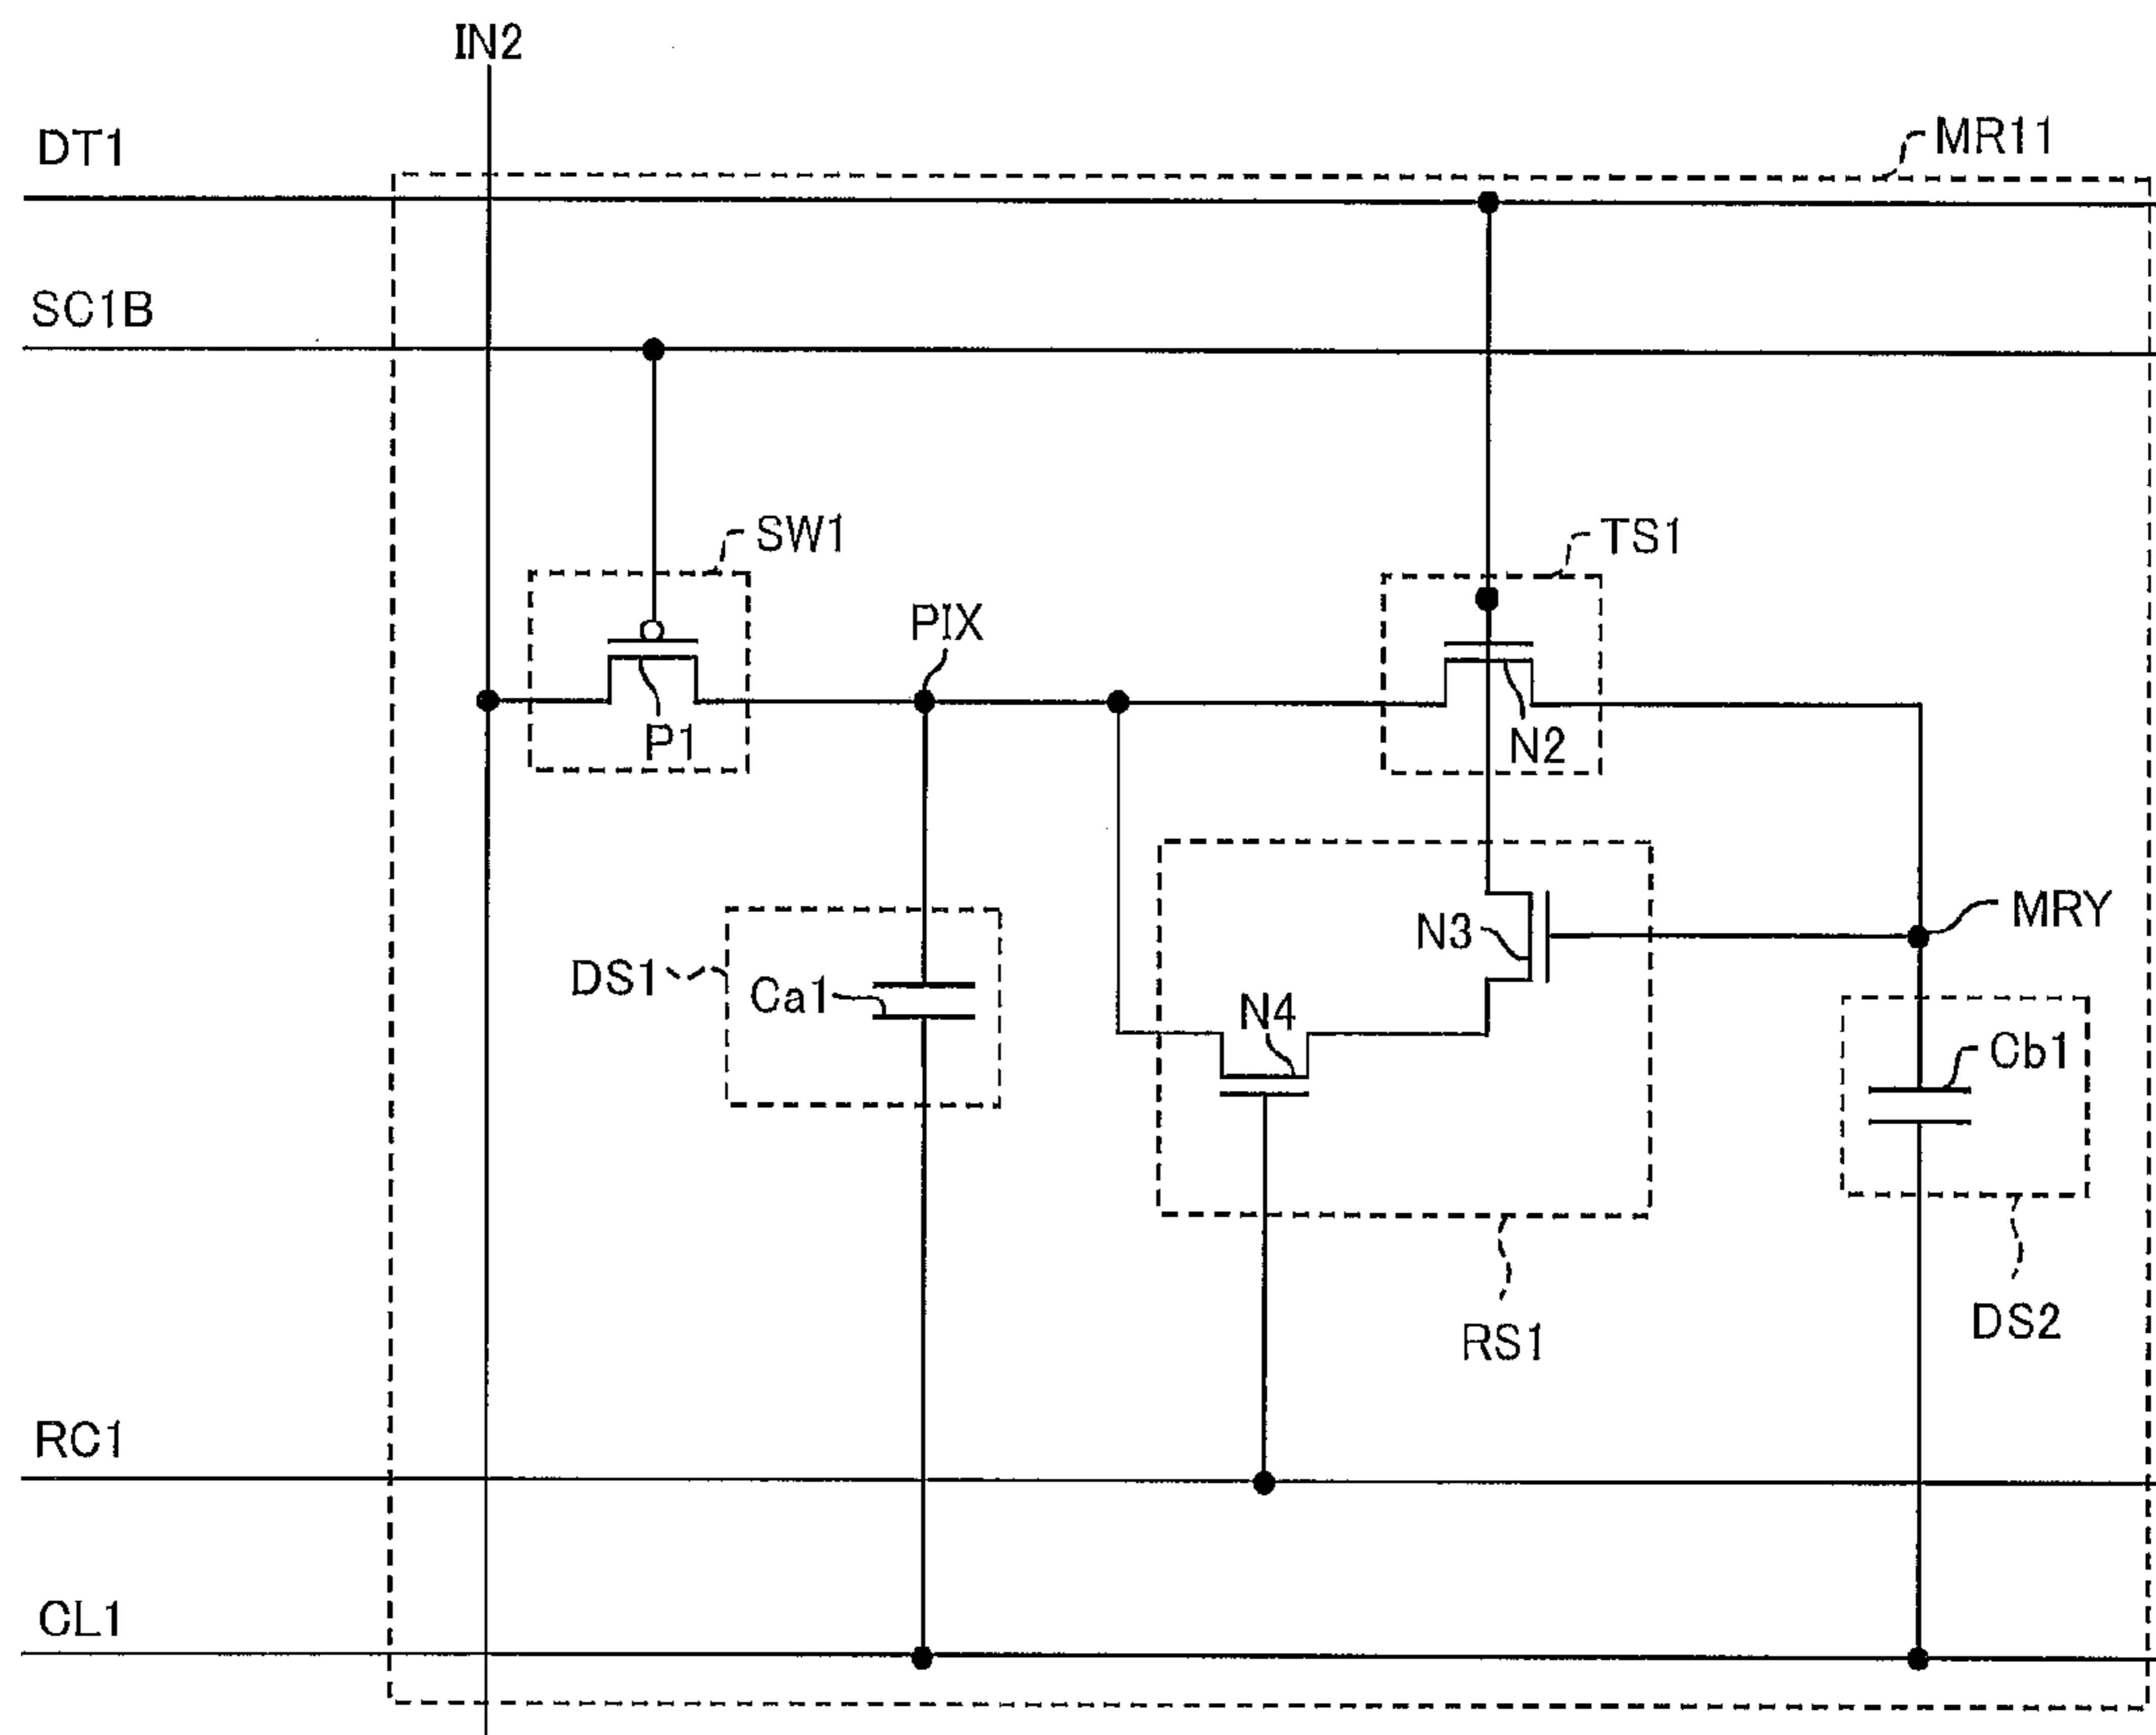 IN2
DT1
MR11
SC1B
SW1
TS1
PIX
P1
N2
N3
MRY
DS1
Ca1
N4
Cb1
DS2
RS1
RC1
CL1